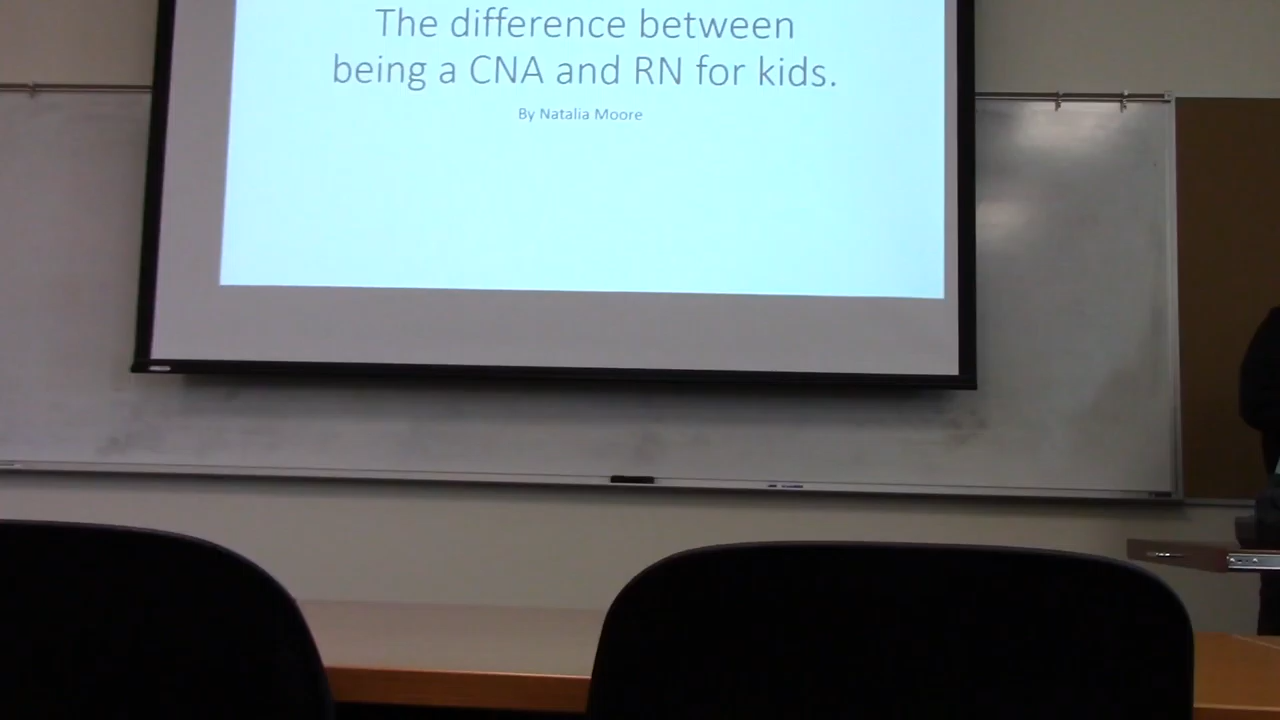 The difference between
being a CNA and RN for kids.
By Natalia Moore